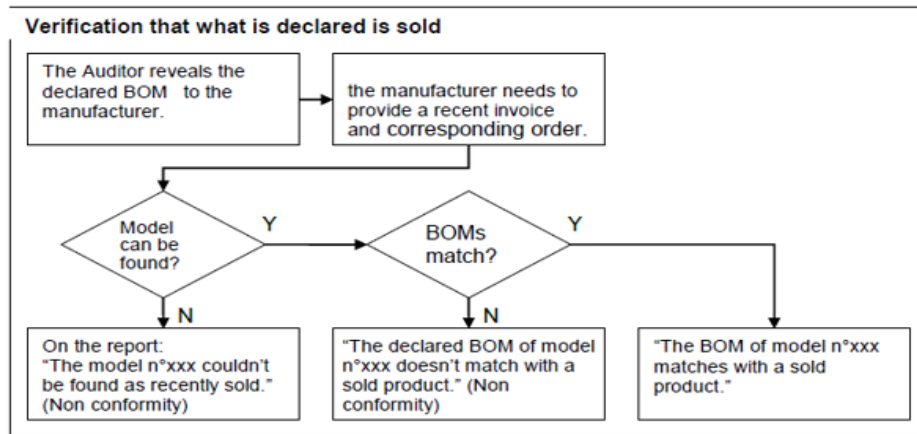 Verification that what is declared is sold
The Auditor reveals the
declared BOM to the
manufacturer.
the manufacturer needs to
provide a recent invoice
and corresponding order.
Model
can be
found?
Y
BOMs
match?
Y
N
N
On the report:
“The model n°xxx couldn’t
be found as recently sold.”
(Non conformity)
“The declared BOM of model
n°xxx doesn’t match with a
sold product.” (Non
conformity)
“The BOM of model n°xxx
matches with a sold
product.”